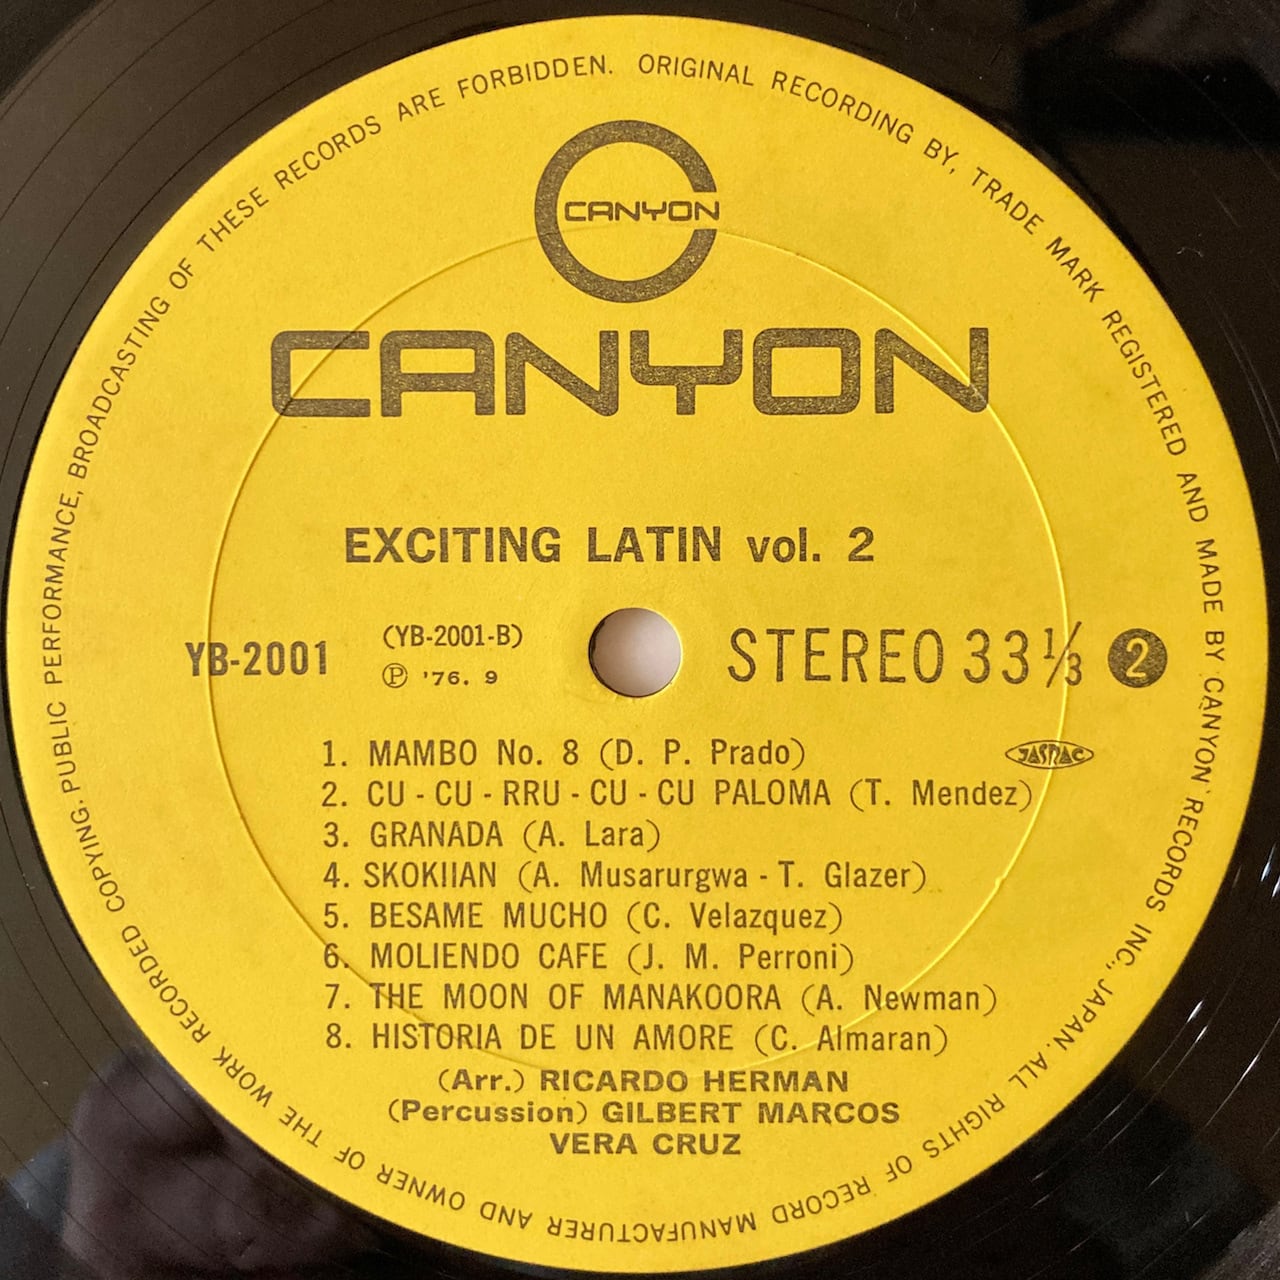 CANYON
CANYON
EXCITING LATIN vol. 2
YB-2001
(YB-2001-B)
Ⓟ '76. 9
STEREO 33⅓ 2
JASRAC
1. MAMBO No. 8 (D. P. Prado)
2. CU - CU - RRU - CU - CU PALOMA (T. Mendez)
3. GRANADA (A. Lara)
4. SKOKIIAN (A. Musarurgwa - T. Glazer)
5. BESAME MUCHO (C. Velazquez)
6. MOLIENDO CAFE (J. M. Perroni)
7. THE MOON OF MANAKOORA (A. Newman)
8. HISTORIA DE UN AMORE (C. Almaran)
(Arr.) RICARDO HERMAN
(Percussion) GILBERT MARCOS
VERA CRUZ
ORIGINAL RECORDING BY, TRADE MARK REGISTERED AND MADE BY 'CANYON' RECORDS INC., JAPAN. ALL RIGHTS OF RECORD MANUFACTURER AND OWNER OF THE WORK RECORDED COPYING. PUBLIC PERFORMANCE, BROADCASTING OF THESE RECORDS ARE FORBIDDEN.